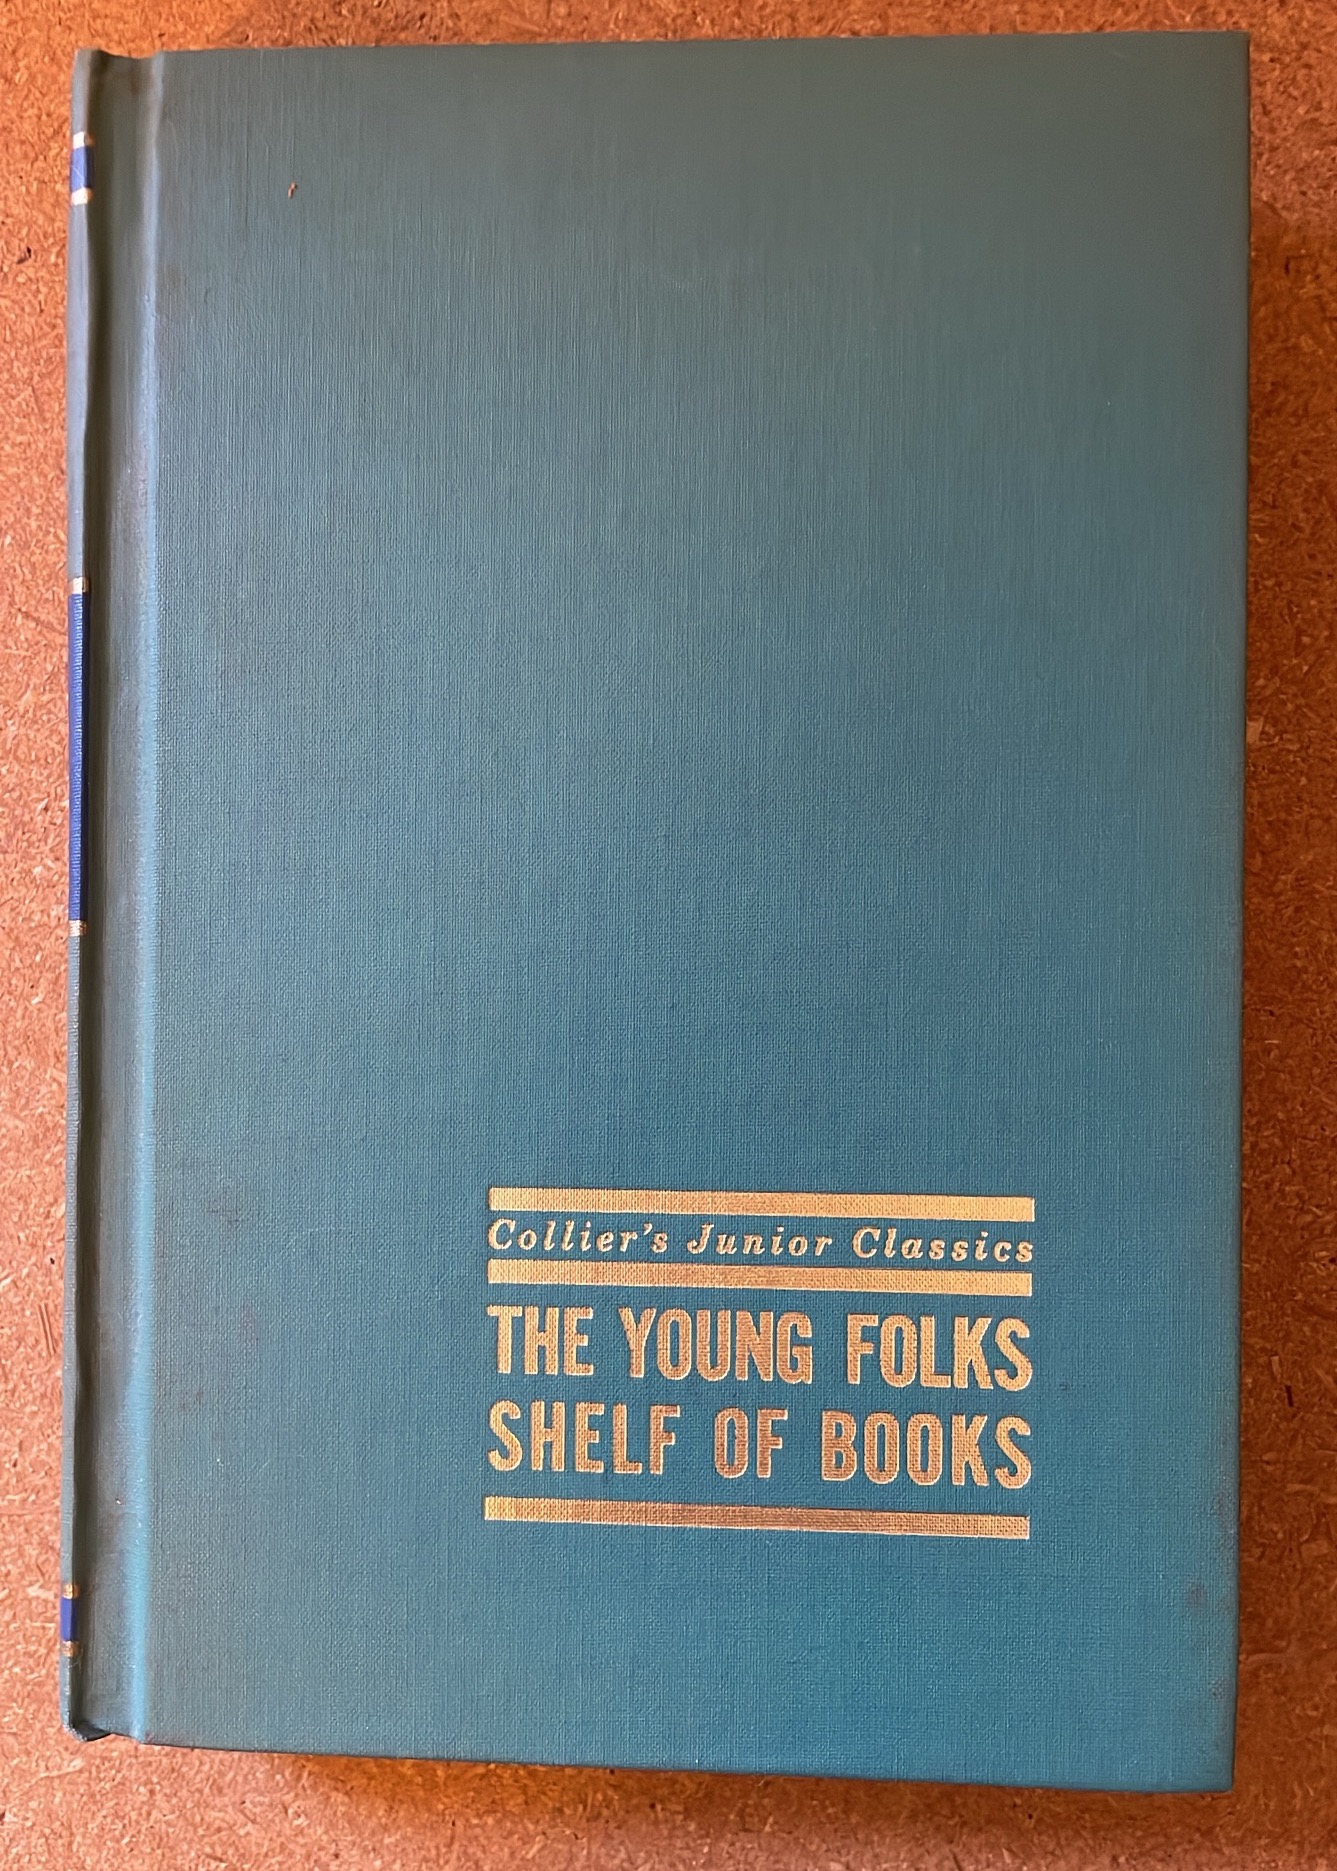 Collier's Junior Classics
THE YOUNG FOLKS
SHELF OF BOOKS